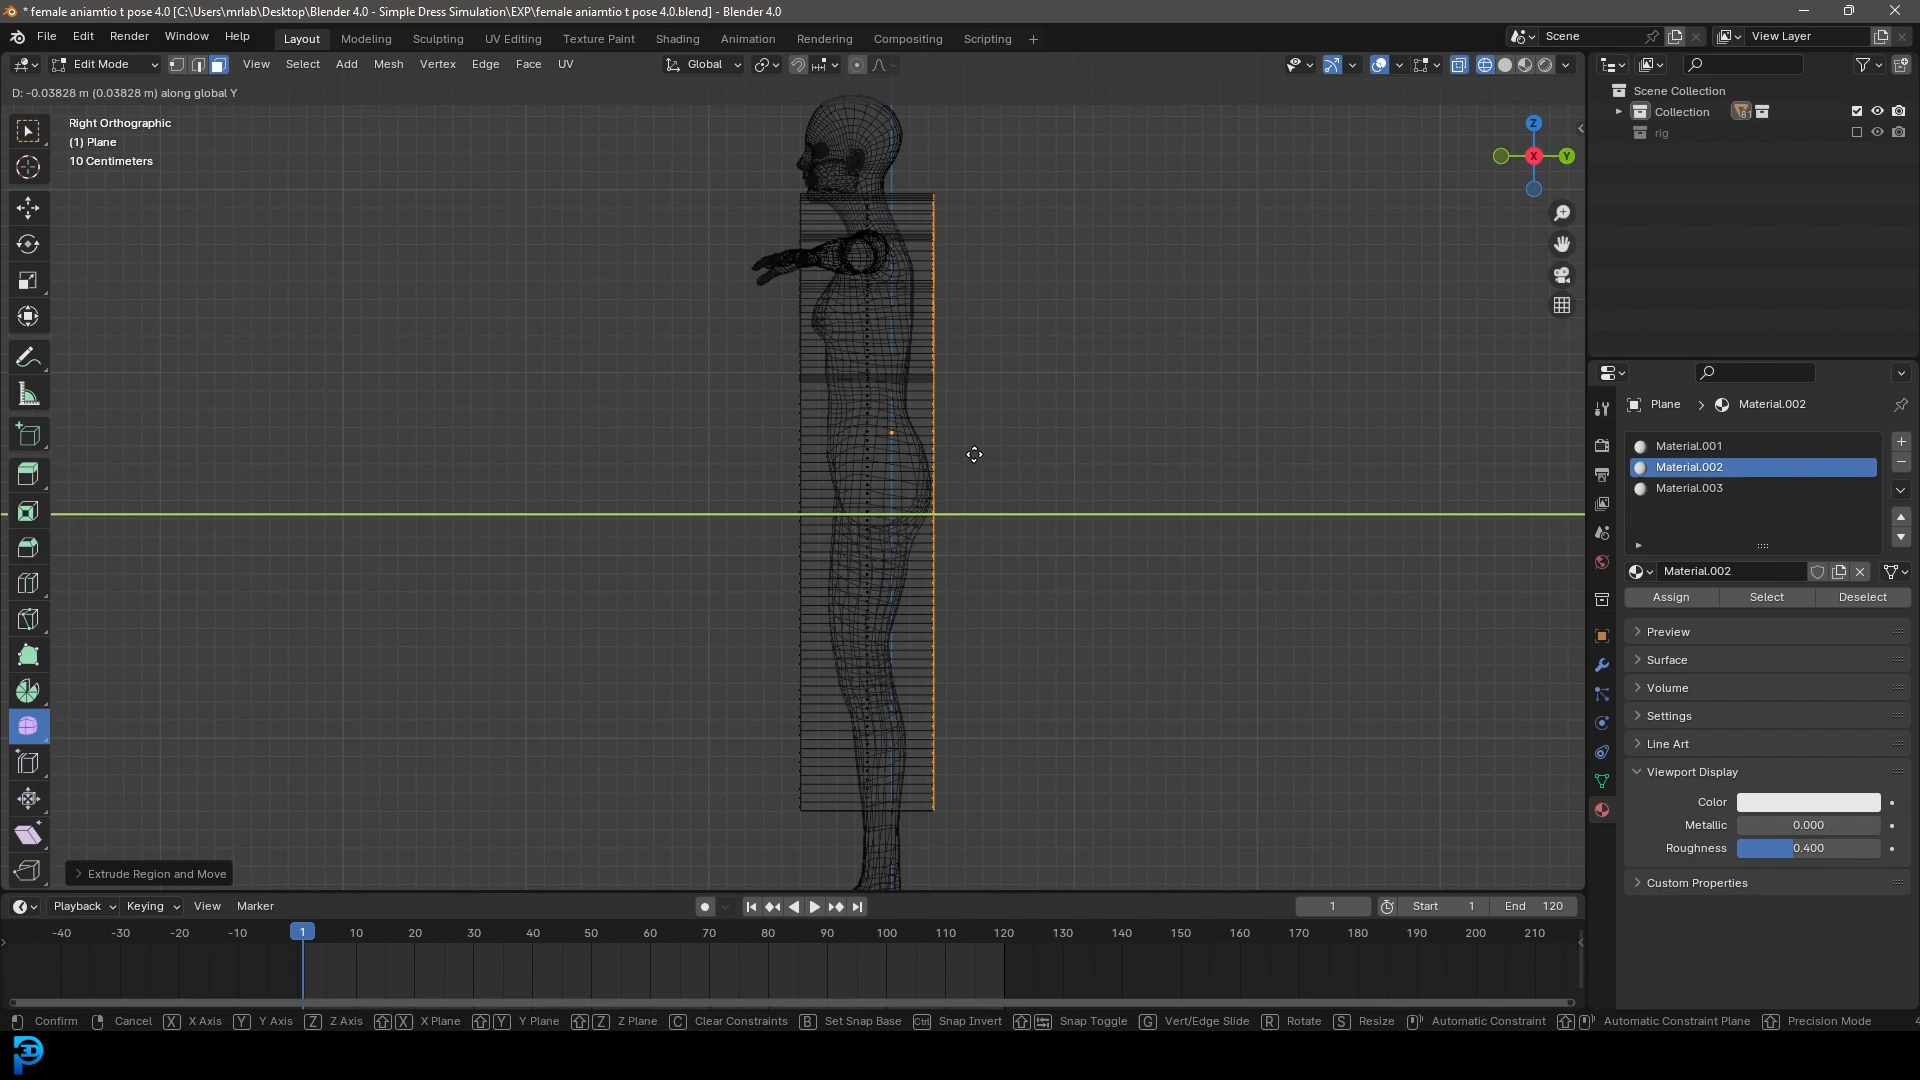 * female aniamtio t pose 4.0 [C:\Users\mrlab\Desktop\Blender 4.0 - Simple Dress Simulation\EXP\female aniamtio t pose 4.0.blend] - Blender 4.0
File Edit Render Window Help Layout Modeling Sculpting UV Editing Texture Paint Shading Animation Rendering Compositing Scripting + Scene View Layer
Edit Mode View Select Add Mesh Vertex Edge Face UV Global
D: -0.03828 m (0.03828 m) along global Y
Right Orthographic
(1) Plane
10 Centimeters
Z
X Y
Scene Collection
Collection 81
rig
Plane > Material.002
Material.001
Material.002
Material.003
Material.002
Assign Select Deselect
Preview
Surface
Volume
Settings
Line Art
Viewport Display
Color
Metallic 0.000
Roughness 0.400
Custom Properties
Extrude Region and Move
Playback Keying View Marker 1 Start 1 End 120
-40 -30 -20 -10 1 10 20 30 40 50 60 70 80 90 100 110 120 130 140 150 160 170 180 190 200 210
Confirm Cancel X X Axis Y Y Axis Z Z Axis X X Plane Y Y Plane Z Z Plane C Clear Constraints B Set Snap Base Ctrl Snap Invert Snap Toggle G Vert/Edge Slide R Rotate S Resize Automatic Constraint Automatic Constraint Plane Precision Mode